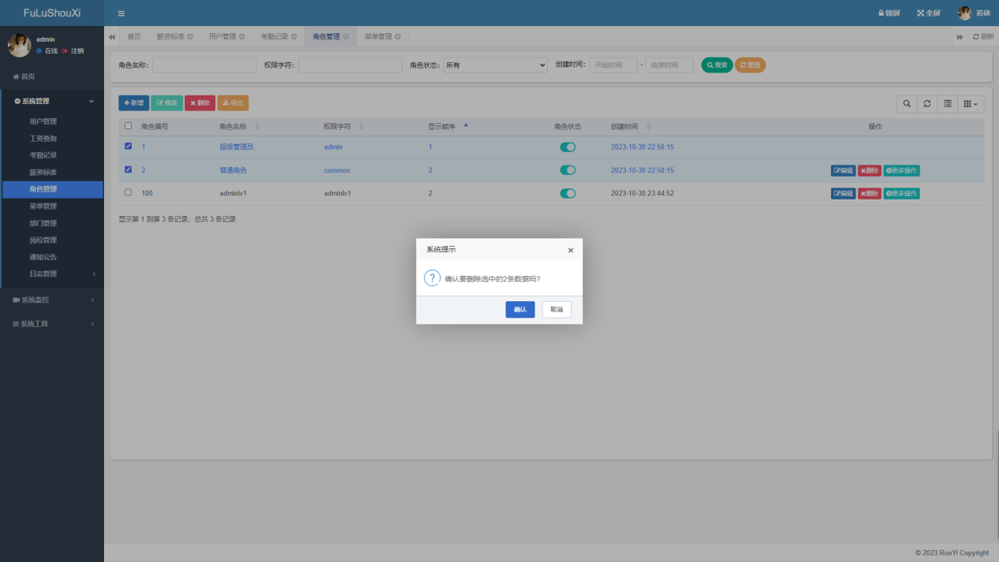 FuLuShouXi
锁屏 全屏 若依
admin
在线 注销
首页
系统管理
用户管理
工资查询
考勤记录
薪资标准
角色管理
菜单管理
部门管理
岗位管理
通知公告
日志管理
系统监控
系统工具
首页 薪资标准 用户管理 考勤记录 角色管理 菜单管理 刷新
角色名称: 权限字符: 角色状态: 所有 创建时间: 开始时间 - 结束时间 搜索 重置
新增 修改 删除 导出
角色编号 角色名称 权限字符 显示顺序 角色状态 创建时间 操作
1 超级管理员 admin 1 2023-10-30 22:50:15
2 普通角色 common 2 2023-10-30 22:50:15 编辑 删除 更多操作
100 adminlv1 adminlv1 2 2023-10-30 23:44:52 编辑 删除 更多操作
显示第 1 到第 3 条记录，总共 3 条记录
系统提示
确认要删除选中的2条数据吗?
确认 取消
© 2023 RuoYi Copyright